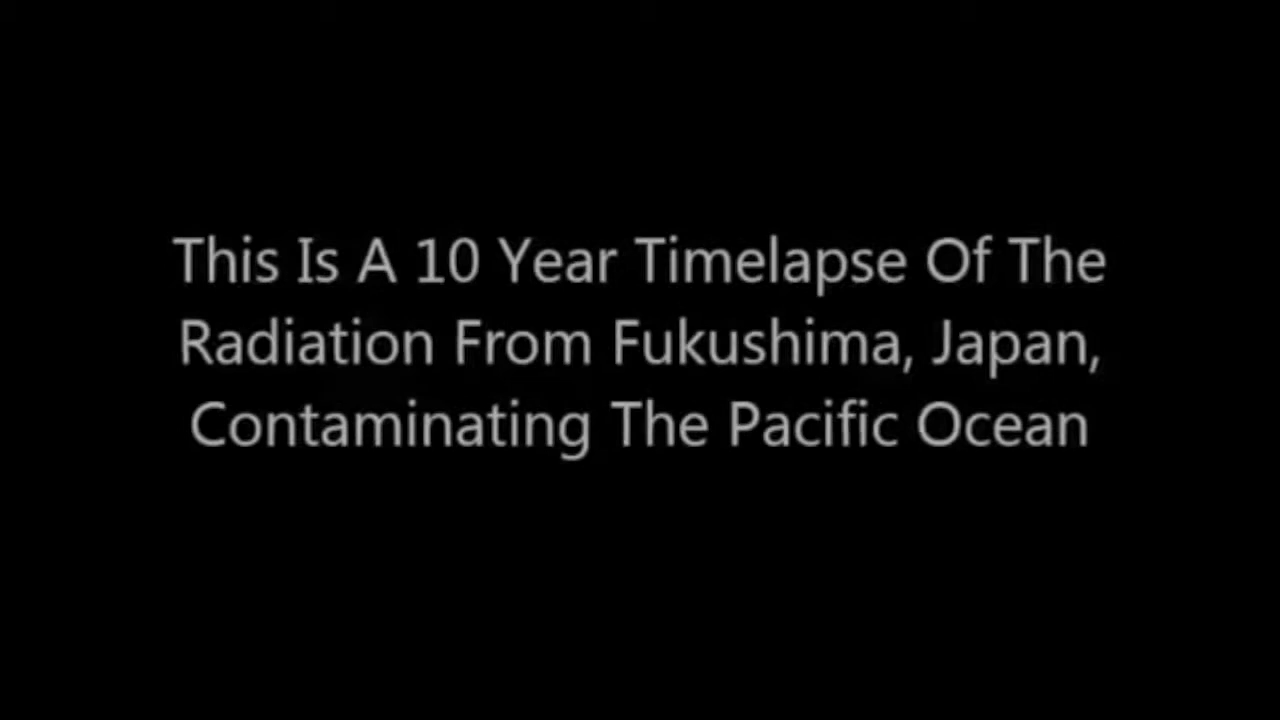 This Is A 10 Year Timelapse Of The
Radiation From Fukushima, Japan,
Contaminating The Pacific Ocean